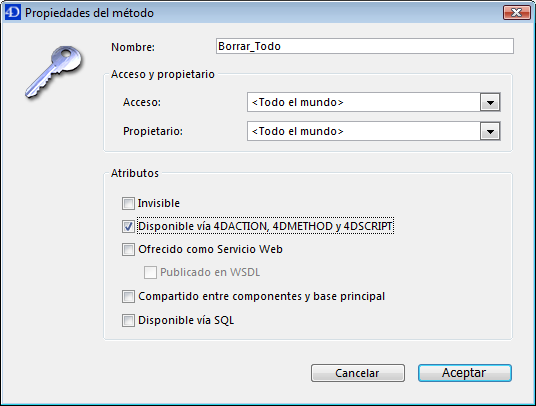 4D Propiedades del método
Nombre: Borrar_Todo
Acceso y propietario
Acceso: <Todo el mundo>
Propietario: <Todo el mundo>
Atributos
Invisible
Disponible vía 4DACTION, 4DMETHOD y 4DSCRIPT
Ofrecido como Servicio Web
Publicado en WSDL
Compartido entre componentes y base principal
Disponible vía SQL
Cancelar Aceptar